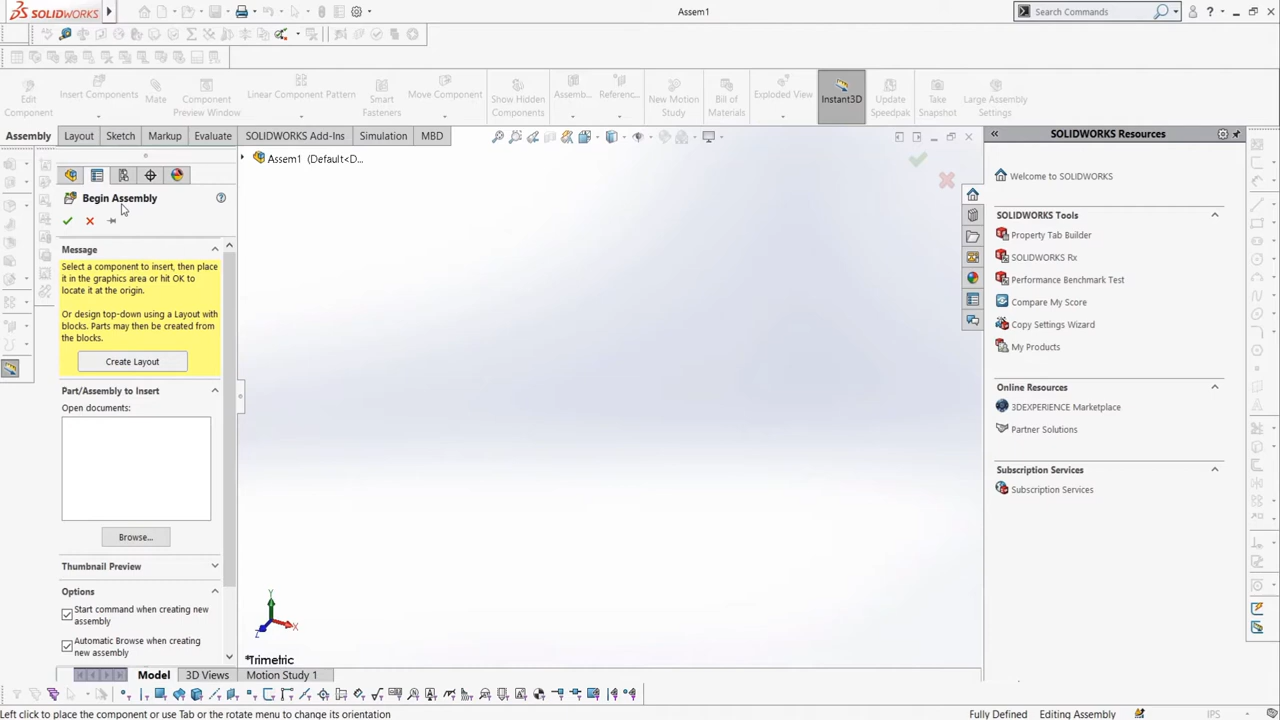 SOLIDWORKS
Assem1
Search Commands
Edit
Component
Insert Components
Mate
Component
Preview Window
Linear Component Pattern
Smart
Fasteners
Move Component
Show Hidden
Components
Assemb...
Referenc...
New Motion
Study
Bill of
Materials
Exploded View
Instant3D
Update
Speedpak
Take
Snapshot
Large Assembly
Settings
Assembly
Layout
Sketch
Markup
Evaluate
SOLIDWORKS Add-Ins
Simulation
MBD
Begin Assembly
Message
Select a component to insert, then place
it in the graphics area or hit OK to
locate it at the origin.
Or design top-down using a Layout with
blocks. Parts may then be created from
the blocks.
Create Layout
Part/Assembly to Insert
Open documents:
Browse...
Thumbnail Preview
Options
Start command when creating new
assembly
Automatic Browse when creating
new assembly
Assem1 (Default<D...
Y
X
Z
*Trimetric
SOLIDWORKS Resources
Welcome to SOLIDWORKS
SOLIDWORKS Tools
Property Tab Builder
SOLIDWORKS Rx
Performance Benchmark Test
Compare My Score
Copy Settings Wizard
My Products
Online Resources
3DEXPERIENCE Marketplace
Partner Solutions
Subscription Services
Subscription Services
Model
3D Views
Motion Study 1
Left click to place the component or use Tab or the rotate menu to change its orientation
Fully Defined
Editing Assembly
IPS